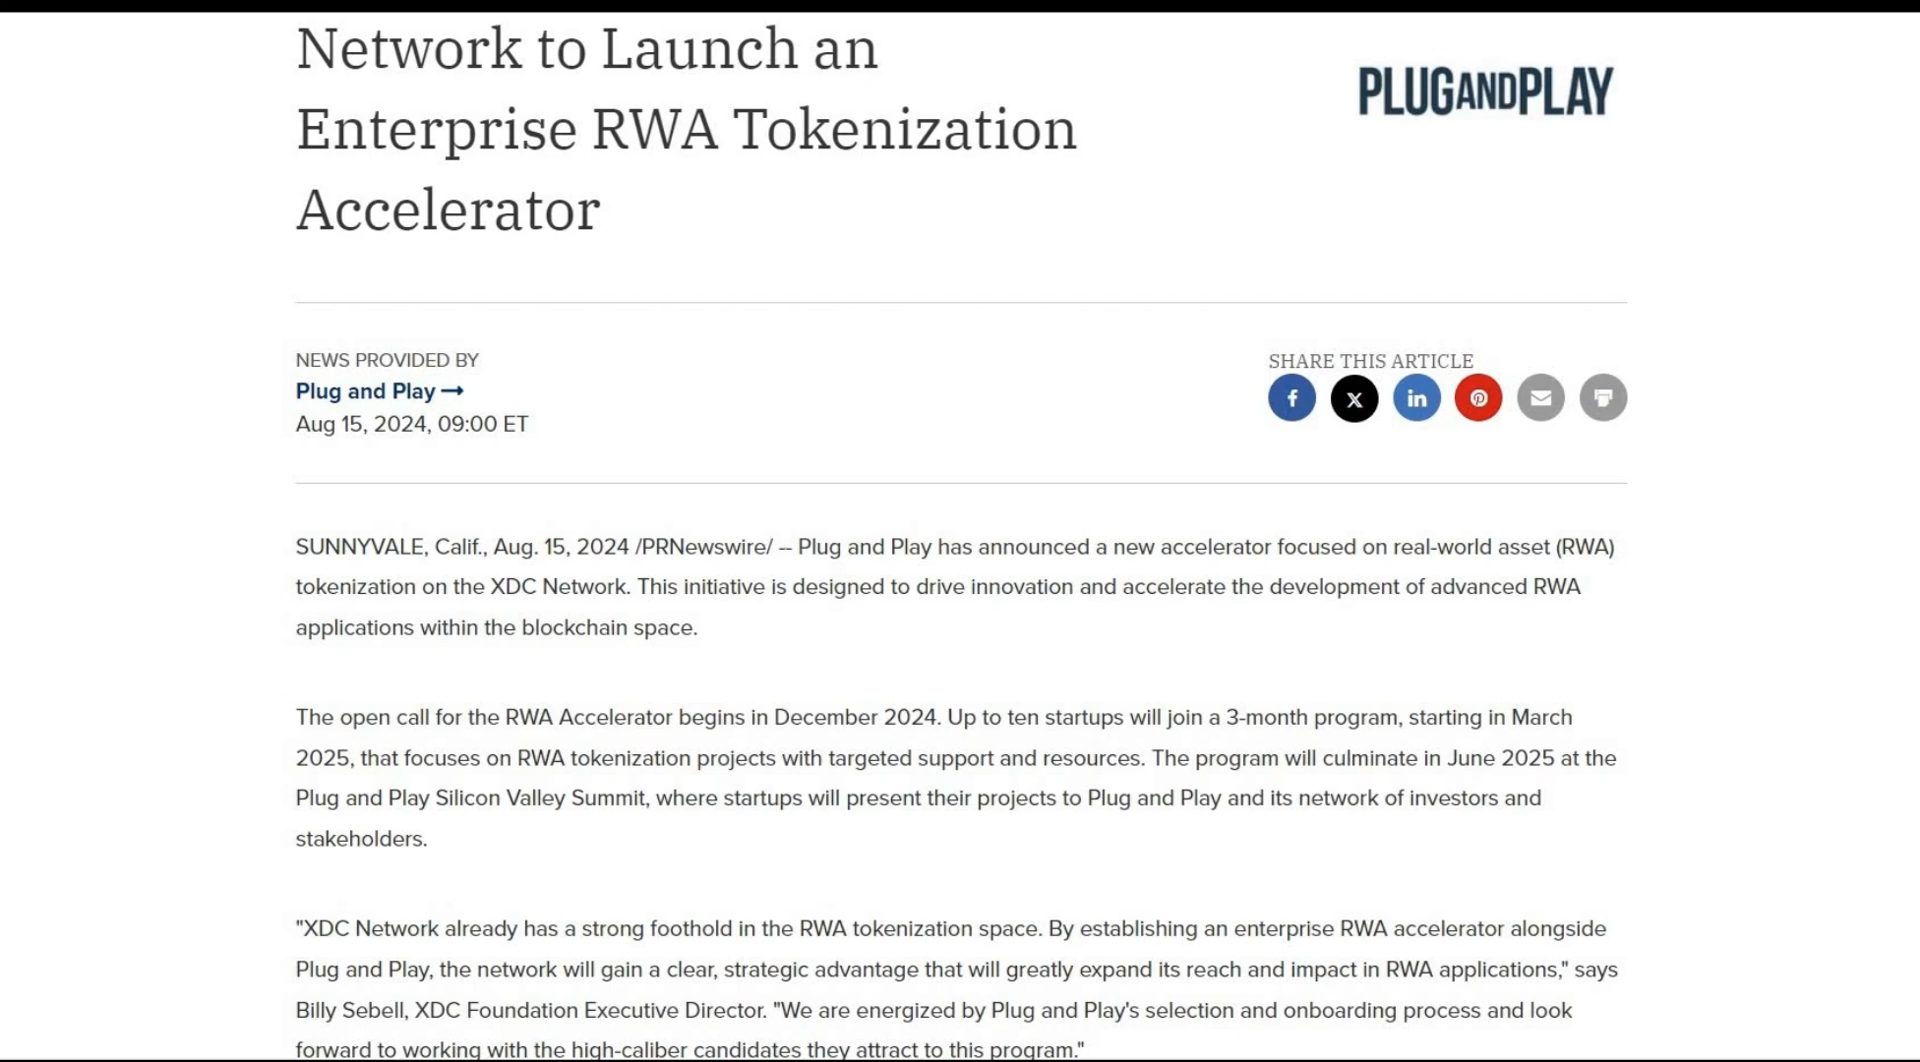 Network to Launch an
Enterprise RWA Tokenization
Accelerator
PLUGANDPLAY
NEWS PROVIDED BY
Plug and Play →
Aug 15, 2024, 09:00 ET
SHARE THIS ARTICLE
SUNNYVALE, Calif., Aug. 15, 2024 /PRNewswire/ -- Plug and Play has announced a new accelerator focused on real-world asset (RWA)
tokenization on the XDC Network. This initiative is designed to drive innovation and accelerate the development of advanced RWA
applications within the blockchain space.
The open call for the RWA Accelerator begins in December 2024. Up to ten startups will join a 3-month program, starting in March
2025, that focuses on RWA tokenization projects with targeted support and resources. The program will culminate in June 2025 at the
Plug and Play Silicon Valley Summit, where startups will present their projects to Plug and Play and its network of investors and
stakeholders.
"XDC Network already has a strong foothold in the RWA tokenization space. By establishing an enterprise RWA accelerator alongside
Plug and Play, the network will gain a clear, strategic advantage that will greatly expand its reach and impact in RWA applications," says
Billy Sebell, XDC Foundation Executive Director. "We are energized by Plug and Play's selection and onboarding process and look
forward to working with the high-caliber candidates they attract to this program."